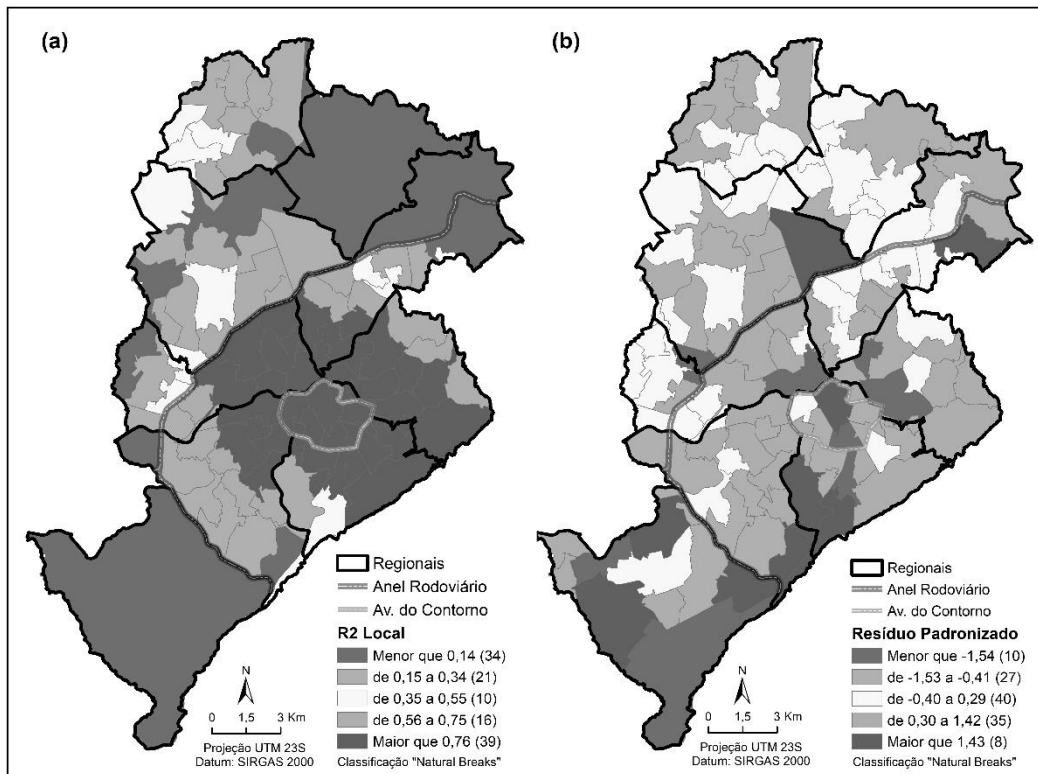 (a)
Regionais
Anel Rodoviário
Av. do Contorno
R2 Local
Menor que 0,14 (34)
de 0,15 a 0,34 (21)
de 0,35 a 0,55 (10)
de 0,56 a 0,75 (16)
Maior que 0,76 (39)
Classificação "Natural Breaks"
N
0 1,5 3 Km
Projeção UTM 23S
Datum: SIRGAS 2000
(b)
Regionais
Anel Rodoviário
Av. do Contorno
Resíduo Padronizado
Menor que -1,54 (10)
de -1,53 a -0,41 (27)
de -0,40 a 0,29 (40)
de 0,30 a 1,42 (35)
Maior que 1,43 (8)
Classificação "Natural Breaks"
N
0 1,5 3 Km
Projeção UTM 23S
Datum: SIRGAS 2000